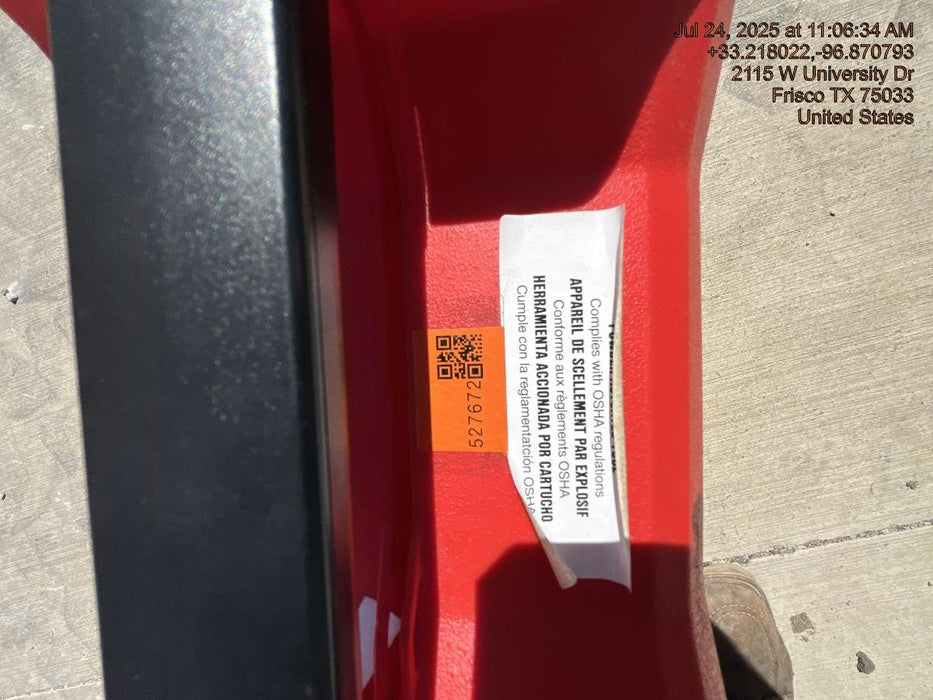 Jul 24, 2025 at 11:06:34 AM
+33.218022,-96.870793
2115 W University Dr
Frisco TX 75033
United States
Complies with OSHA regulations
APPAREIL DE SCELLEMENT PAR EXPLOSIF
Conforme aux règlements OSHA
HERRAMIENTA ACCIONADA POR CARTUCHO
Cumple con la reglamentatción OSHA
527672